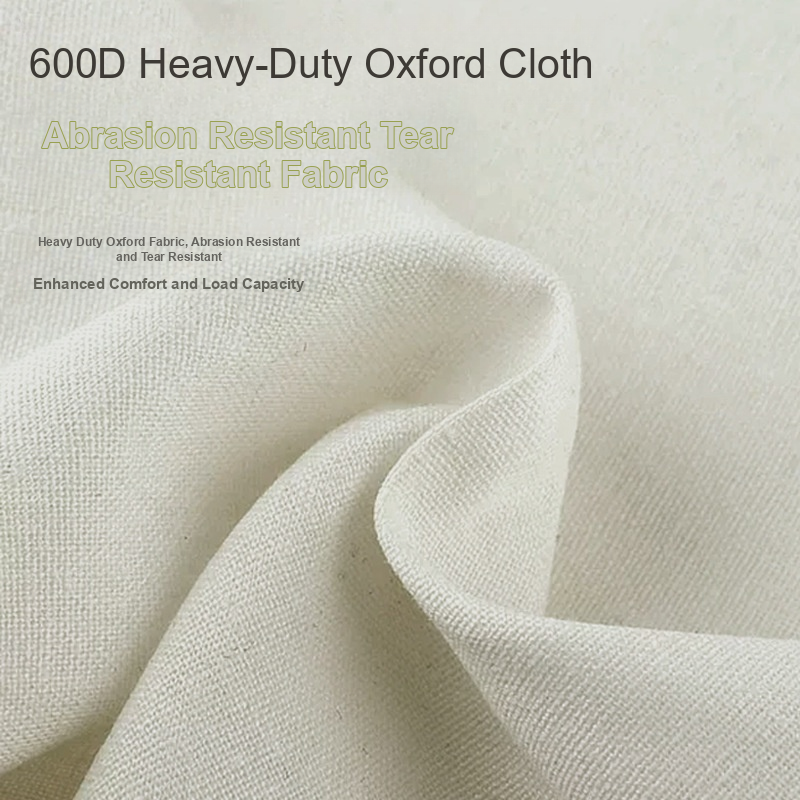 600D Heavy-Duty Oxford Cloth
Abrasion Resistant Tear
Resistant Fabric
Heavy Duty Oxford Fabric, Abrasion Resistant
and Tear Resistant
Enhanced Comfort and Load Capacity